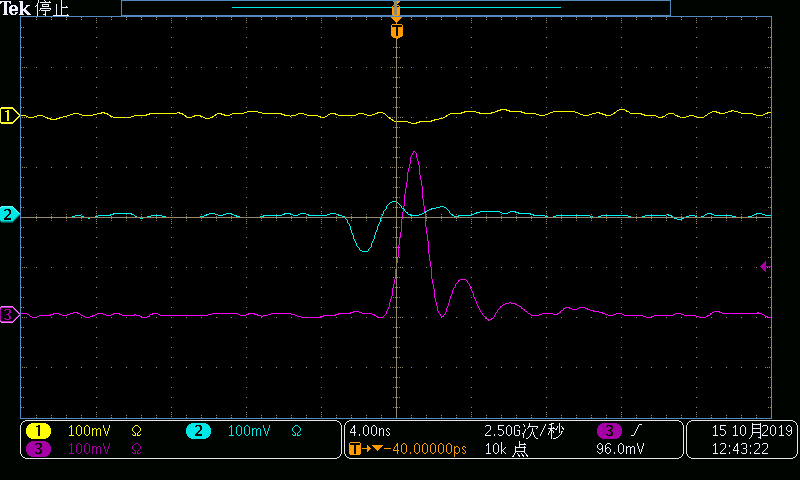 Tek 停止
T
T
1
2
3
1 100mV Ω 2 100mV Ω
3 100mV Ω
4.00ns 2.50G次/秒 3
T→▼−40.00000ps 10k 点 96.0mV
15 10月2019
12:43:22